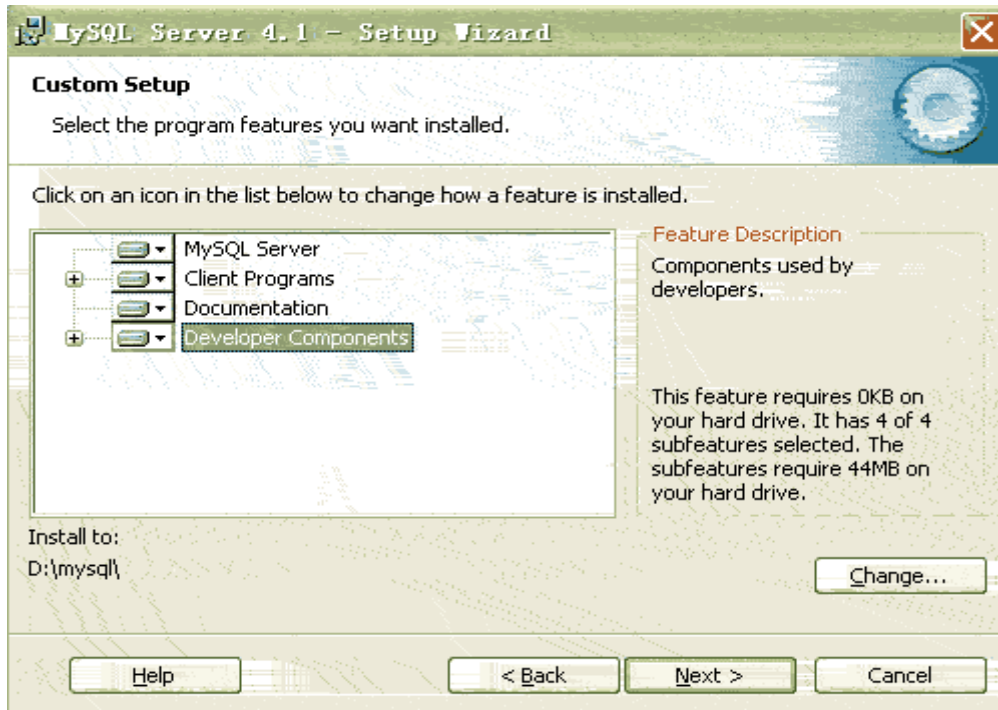 MySQL Server 4.1 - Setup Wizard
Custom Setup
Select the program features you want installed.
Click on an icon in the list below to change how a feature is installed.
MySQL Server
Client Programs
Documentation
Developer Components
Feature Description
Components used by
developers.
This feature requires 0KB on
your hard drive. It has 4 of 4
subfeatures selected. The
subfeatures require 44MB on
your hard drive.
Install to:
D:\mysql\
Change...
Help
< Back
Next >
Cancel